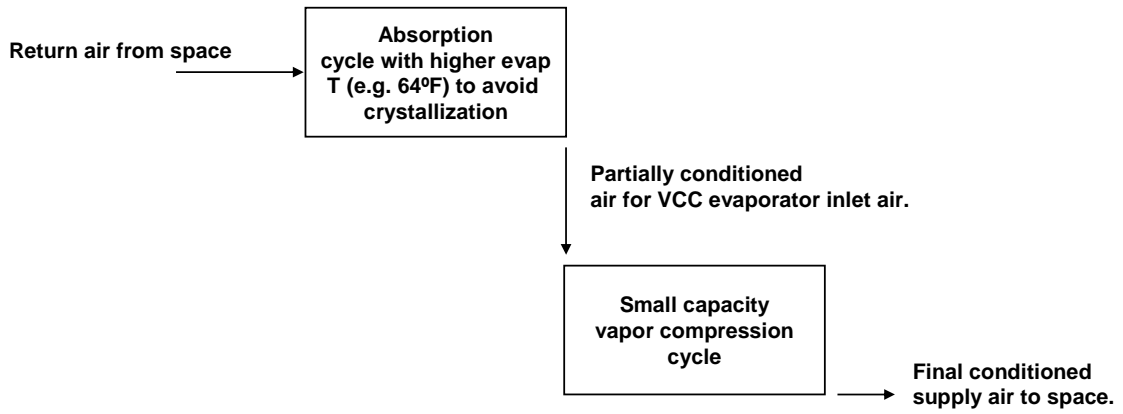 Return air from space
Absorption
cycle with higher evap
T (e.g. 64ºF) to avoid
crystallization
Partially conditioned
air for VCC evaporator inlet air.
Small capacity
vapor compression
cycle
Final conditioned
supply air to space.